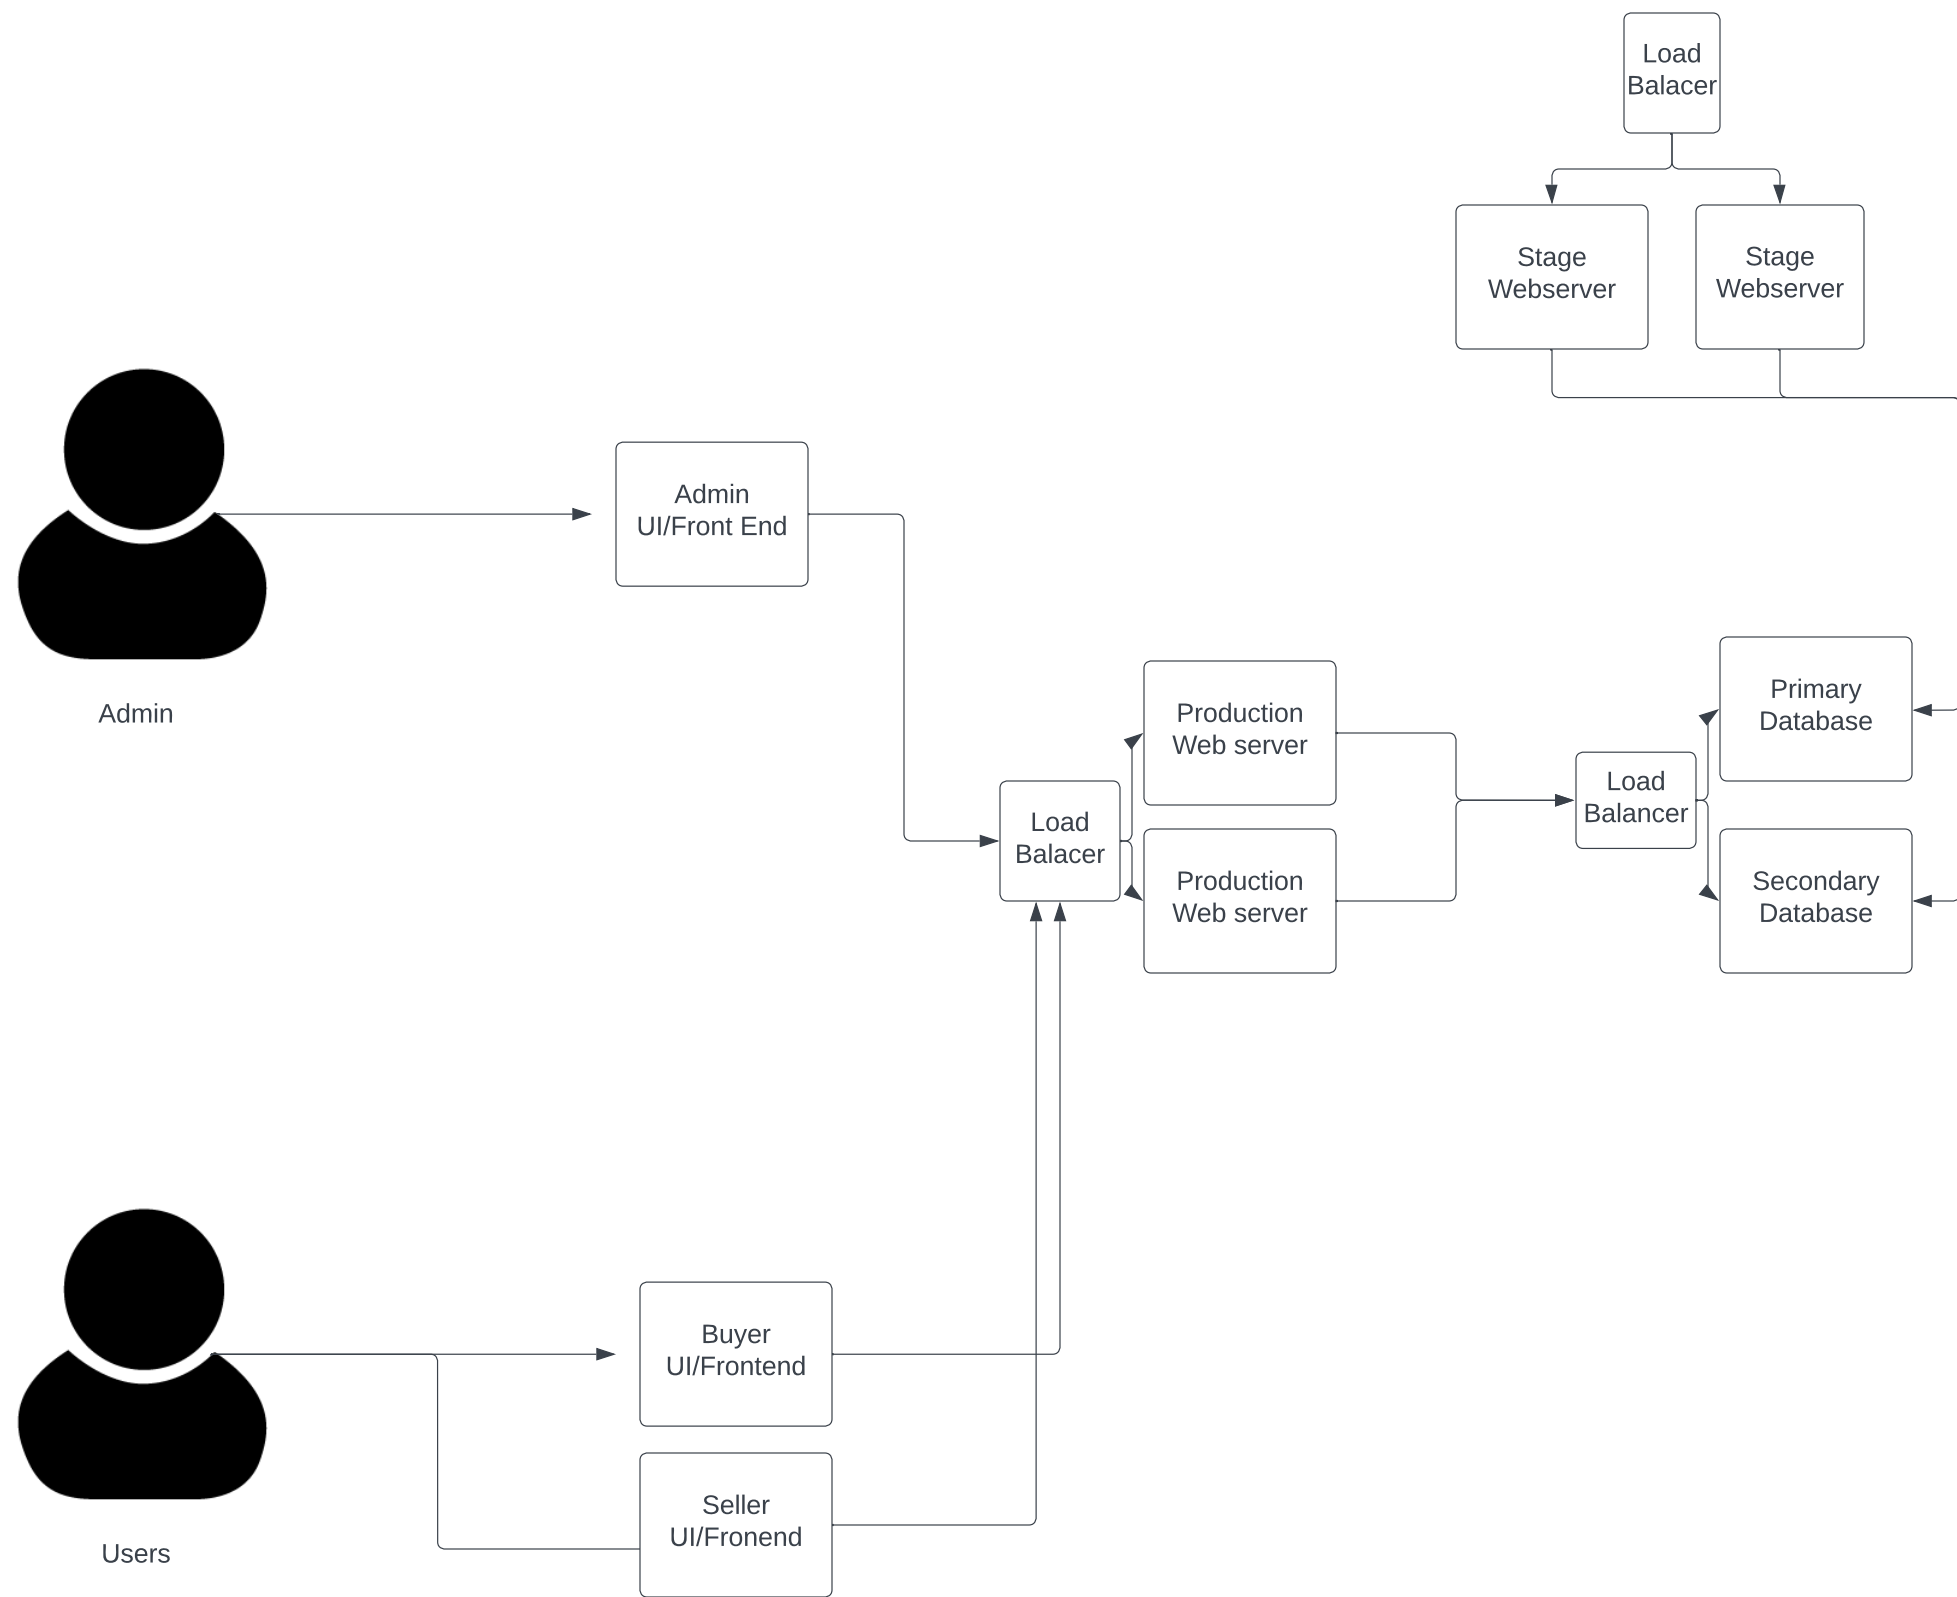 Load
Balacer
Stage
Webserver
Stage
Webserver
Admin
UI/Front End
Admin
Production
Web server
Primary
Database
Load
Balacer
Load
Balancer
Production
Web server
Secondary
Database
Buyer
UI/Frontend
Seller
UI/Fronend
Users